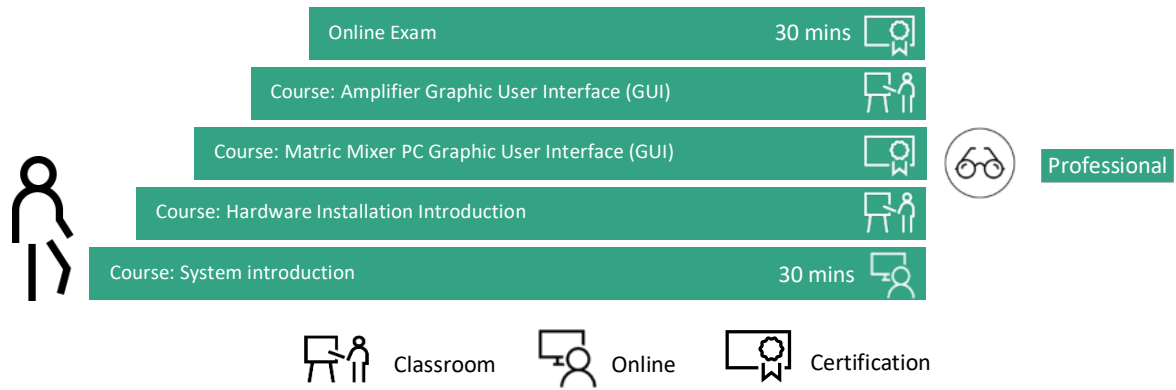 Online Exam 30 mins
Course: Amplifier Graphic User Interface (GUI)
Course: Matric Mixer PC Graphic User Interface (GUI)
Professional
Course: Hardware Installation Introduction
Course: System introduction 30 mins
Classroom Online Certification